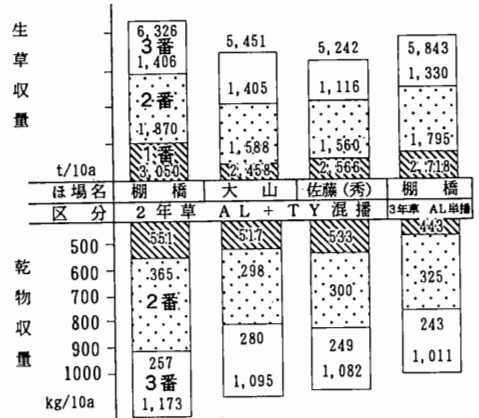 生草収量
t/10a
6,326 5,451 5,242 5,843
3番
1,406 1,405 1,116 1,330
2番
1,870 1,588 1,560 1,795
1番
3,050 2,458 2,566 2,718
ほ場名 棚橋 大山 佐藤(秀) 棚橋
区分 2年草 AL+TY混播 3年草 AL単播
乾物収量
551 517 533 443
500
600 365 298 300 325
700 2番
800
900 257 280 249 243
1000 3番
1,173 1,095 1,082 1,011
kg/10a